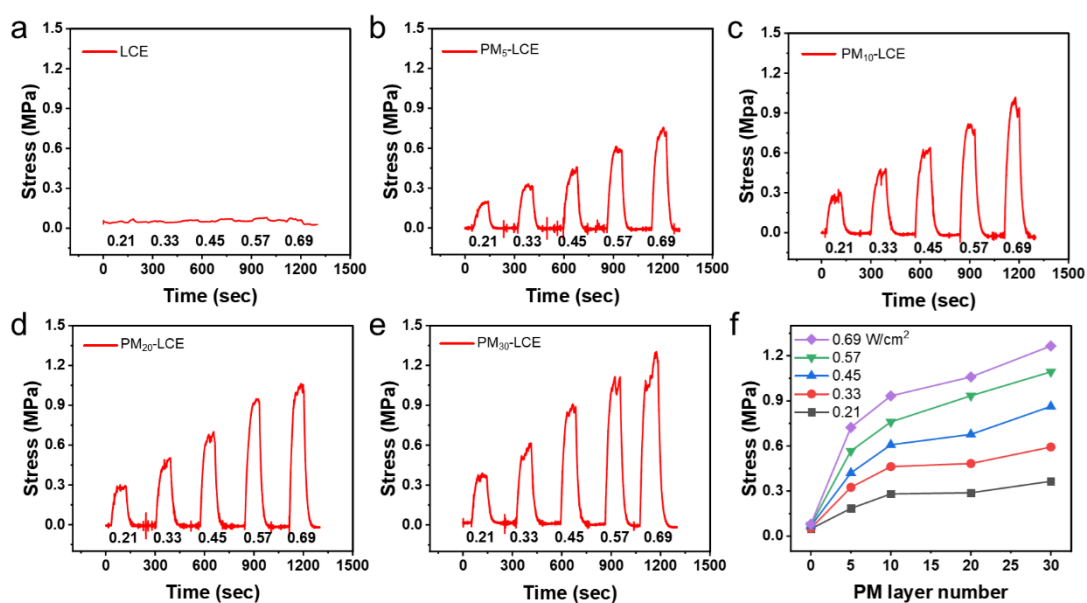 a
LCE
Stress (MPa)
1.5
1.2
0.9
0.6
0.3
0.0
0.21 0.33 0.45 0.57 0.69
0 300 600 900 1200 1500
Time (sec)
b
PM5-LCE
Stress (MPa)
1.5
1.2
0.9
0.6
0.3
0.0
0.21 0.33 0.45 0.57 0.69
0 300 600 900 1200 1500
Time (sec)
c
PM10-LCE
Stress (Mpa)
1.5
1.2
0.9
0.6
0.3
0.0
0.21 0.33 0.45 0.57 0.69
0 300 600 900 1200 1500
Time (sec)
d
PM20-LCE
Stress (MPa)
1.5
1.2
0.9
0.6
0.3
0.0
0.21 0.33 0.45 0.57 0.69
0 300 600 900 1200 1500
Time (sec)
e
PM30-LCE
Stress (MPa)
1.5
1.2
0.9
0.6
0.3
0.0
0.21 0.33 0.45 0.57 0.69
0 300 600 900 1200 1500
Time (sec)
f
0.69 W/cm²
0.57
0.45
0.33
0.21
Stress (MPa)
1.2
0.9
0.6
0.3
0.0
0 5 10 15 20 25 30
PM layer number